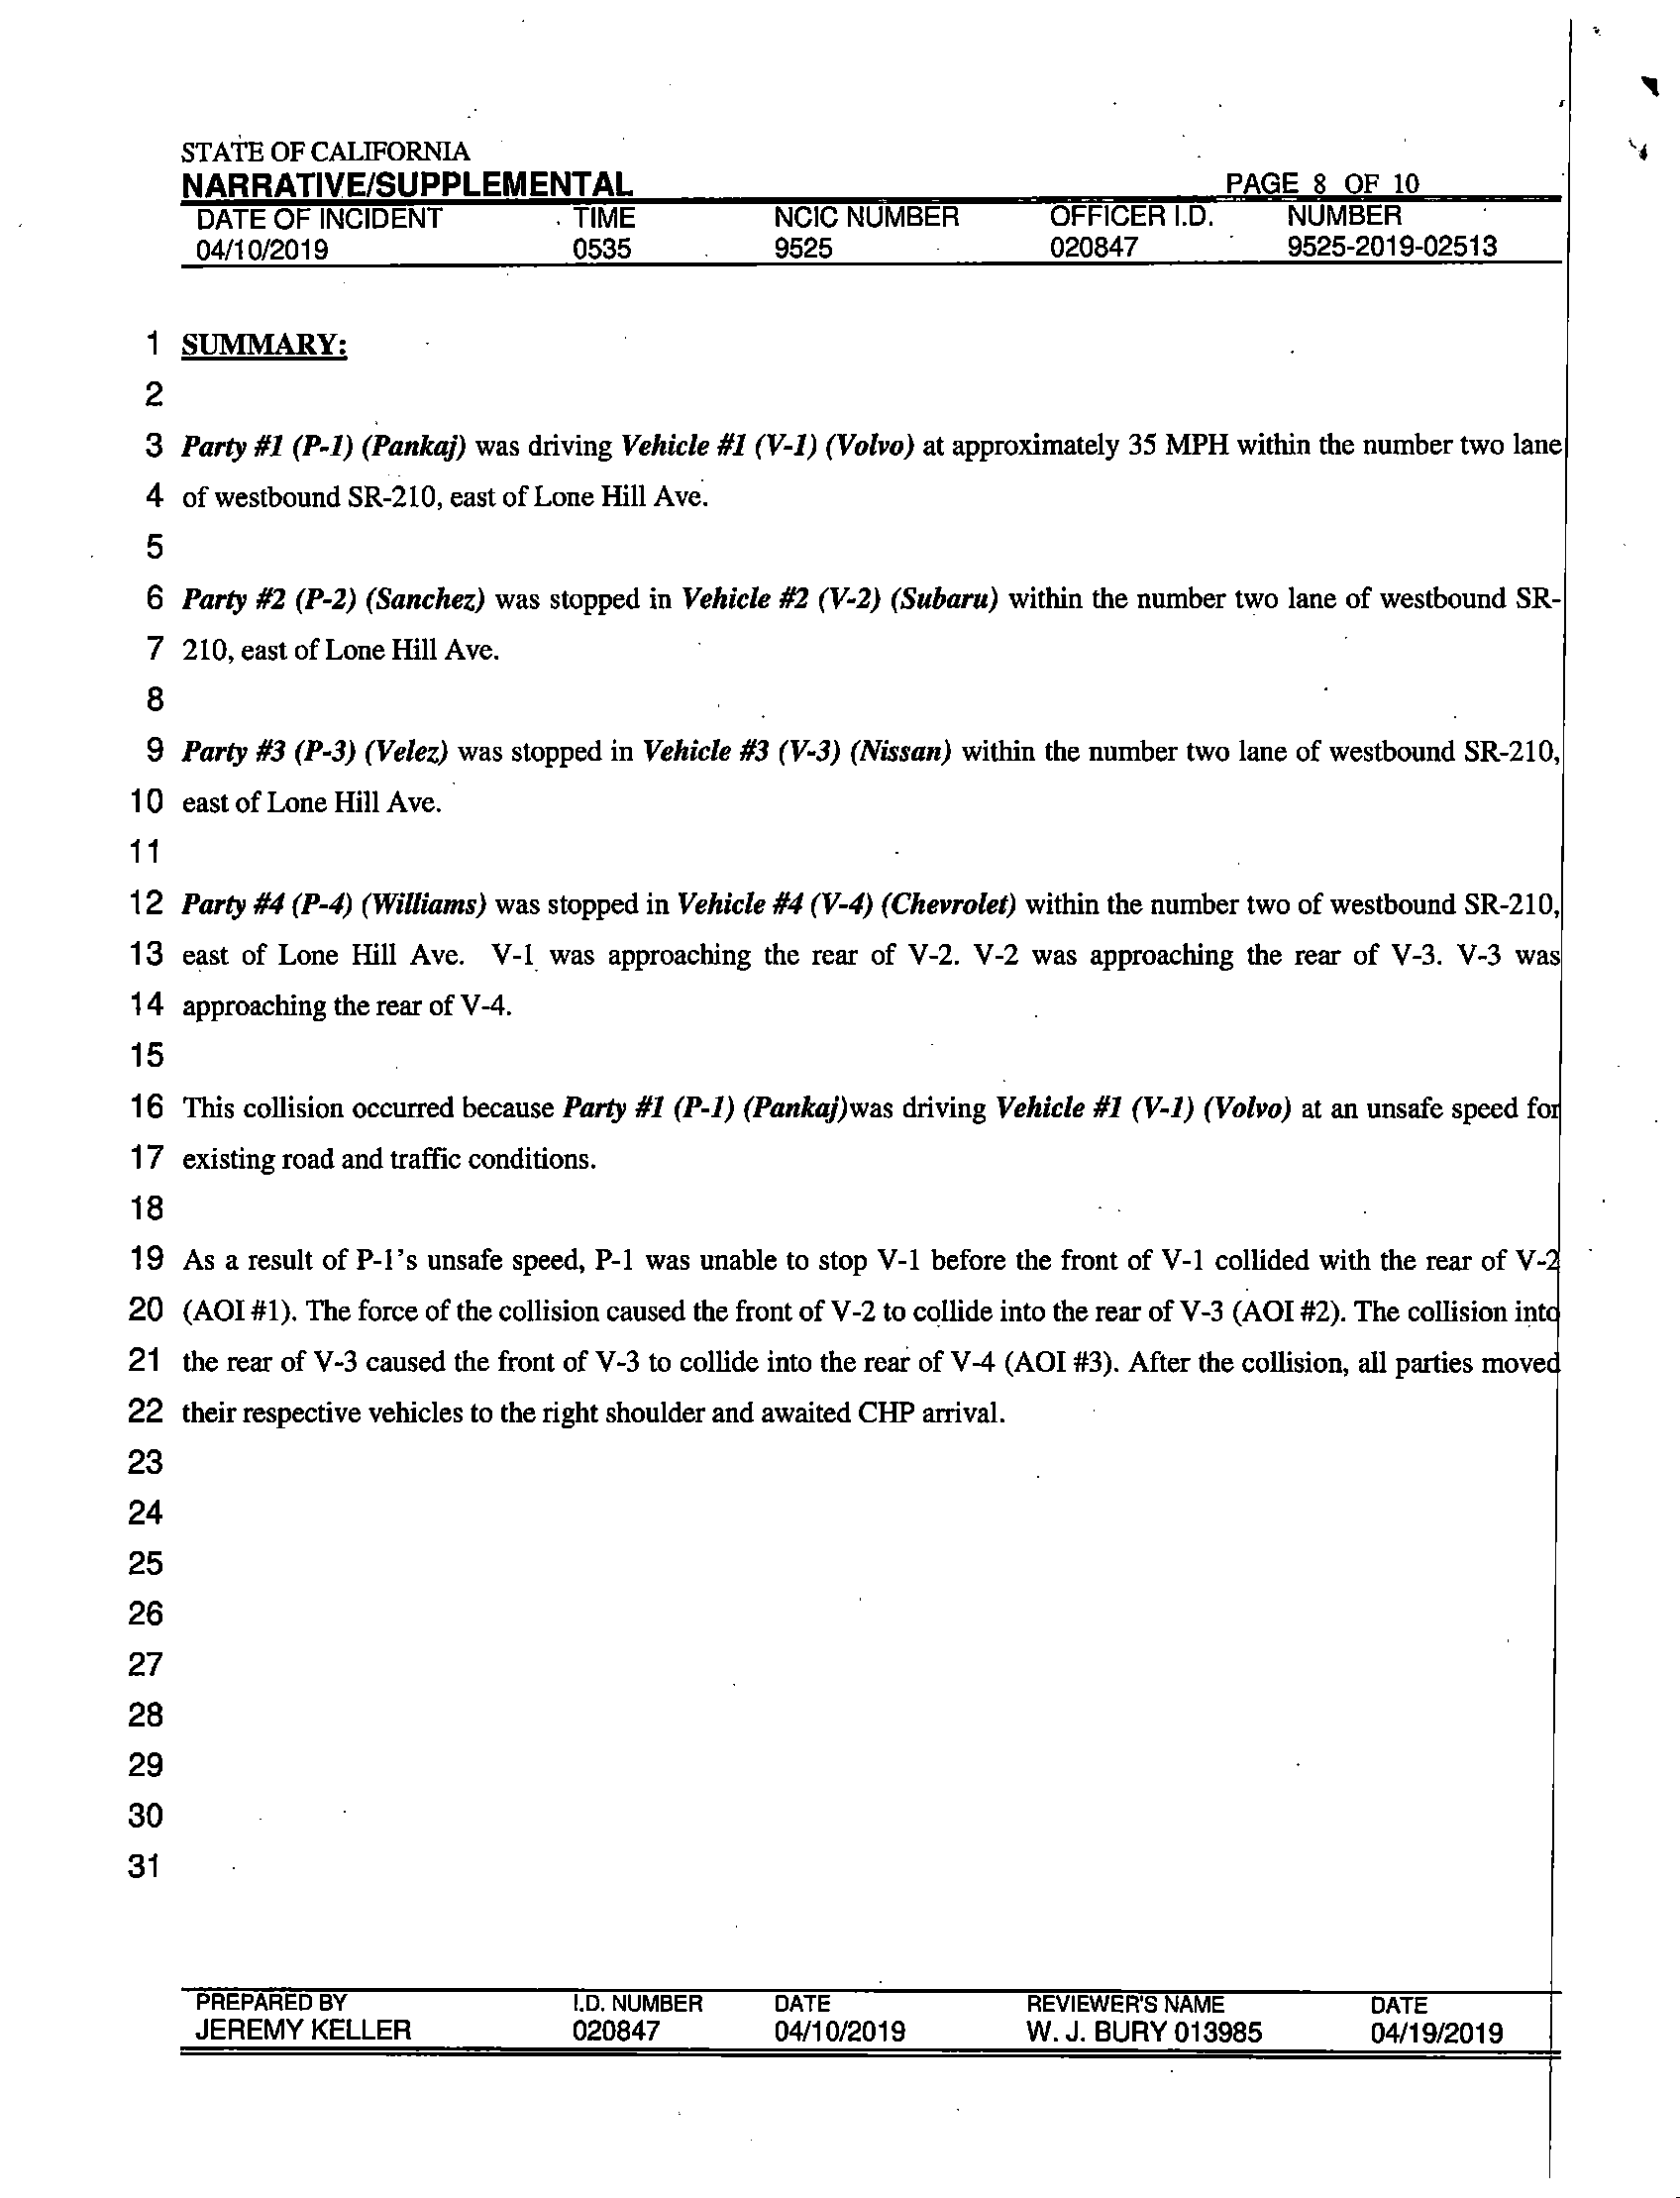 STATE OF CALIFORNIA
NARRATIVE/SUPPLEMENTAL PAGE 8 OF 10
DATE OF INCIDENT TIME NCIC NUMBER OFFICER I.D. NUMBER
04/10/2019 0535 9525 020847 9525-2019-02513
1 SUMMARY:
2
3 Party #1 (P-1) (Pankaj) was driving Vehicle #1 (V-1) (Volvo) at approximately 35 MPH within the number two lane
4 of westbound SR-210, east of Lone Hill Ave.
5
6 Party #2 (P-2) (Sanchez) was stopped in Vehicle #2 (V-2) (Subaru) within the number two lane of westbound SR-
7 210, east of Lone Hill Ave.
8
9 Party #3 (P-3) (Velez) was stopped in Vehicle #3 (V-3) (Nissan) within the number two lane of westbound SR-210,
10 east of Lone Hill Ave.
11
12 Party #4 (P-4) (Williams) was stopped in Vehicle #4 (V-4) (Chevrolet) within the number two of westbound SR-210,
13 east of Lone Hill Ave. V-1 was approaching the rear of V-2. V-2 was approaching the rear of V-3. V-3 was
14 approaching the rear of V-4.
15
16 This collision occurred because Party #1 (P-1) (Pankaj)was driving Vehicle #1 (V-1) (Volvo) at an unsafe speed for
17 existing road and traffic conditions.
18
19 As a result of P-1's unsafe speed, P-1 was unable to stop V-1 before the front of V-1 collided with the rear of V-2
20 (AOI #1). The force of the collision caused the front of V-2 to collide into the rear of V-3 (AOI #2). The collision into
21 the rear of V-3 caused the front of V-3 to collide into the rear of V-4 (AOI #3). After the collision, all parties moved
22 their respective vehicles to the right shoulder and awaited CHP arrival.
23
24
25
26
27
28
29
30
31
PREPARED BY I.D. NUMBER DATE REVIEWER'S NAME DATE
JEREMY KELLER 020847 04/10/2019 W. J. BURY 013985 04/19/2019